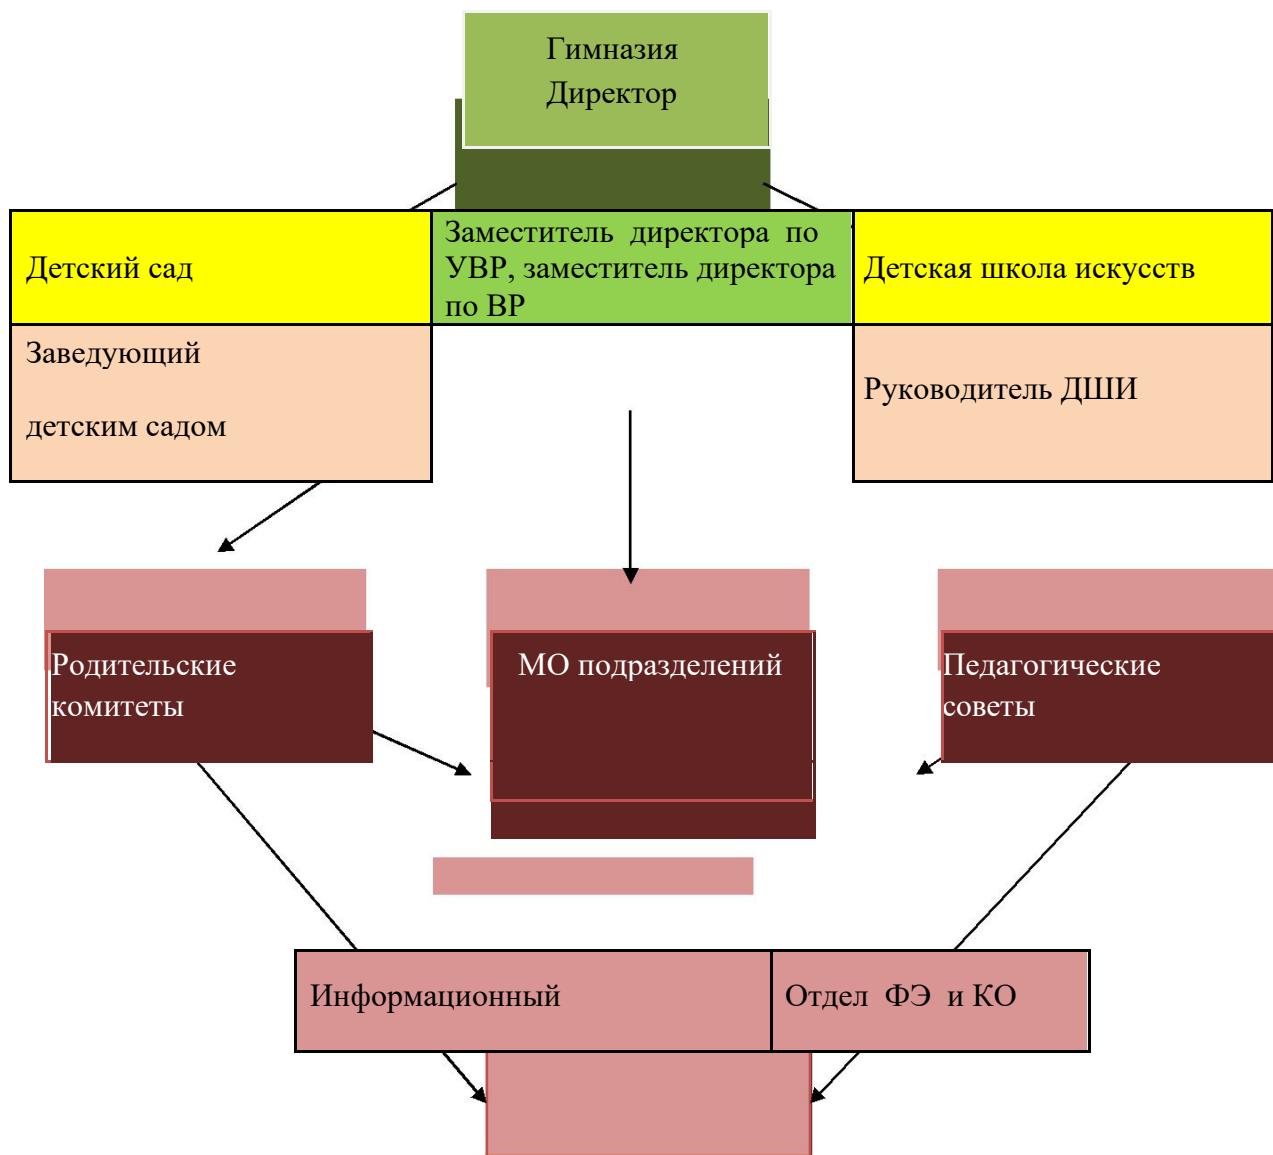 Гимназия
Директор
Детский сад
Заместитель директора по
УВР, заместитель директора
по ВР
Детская школа искусств
Заведующий
детским садом
Руководитель ДШИ
Родительские
комитеты
МО подразделений
Педагогические
советы
Информационный
Отдел ФЭ и КО